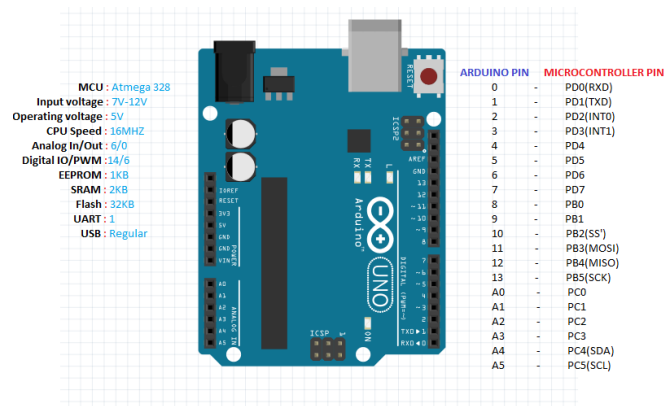 MCU : Atmega 328
Input voltage : 7V-12V
Operating voltage : 5V
CPU Speed : 16MHZ
Analog In/Out : 6/0
Digital IO/PWM :14/6
EEPROM : 1KB
SRAM : 2KB
Flash : 32KB
UART : 1
USB : Regular
RESET
ICSP2
AREF
GND
13
12
~11
~10
~9
8
7
~6
~5
4
~3
2
TXD▶1
RXD◀0
RX
TX
L
IOREF
RESET
3V3
5V
GND
GND
VIN
POWER
A0
A1
A2
A3
A4
A5
ANALOG IN
Arduino™
UNO
DIGITAL (PWM=~)
ON
ICSP
1
ARDUINO PIN - MICROCONTROLLER PIN
0 - PD0(RXD)
1 - PD1(TXD)
2 - PD2(INT0)
3 - PD3(INT1)
4 - PD4
5 - PD5
6 - PD6
7 - PD7
8 - PB0
9 - PB1
10 - PB2(SS')
11 - PB3(MOSI)
12 - PB4(MISO)
13 - PB5(SCK)
A0 - PC0
A1 - PC1
A2 - PC2
A3 - PC3
A4 - PC4(SDA)
A5 - PC5(SCL)